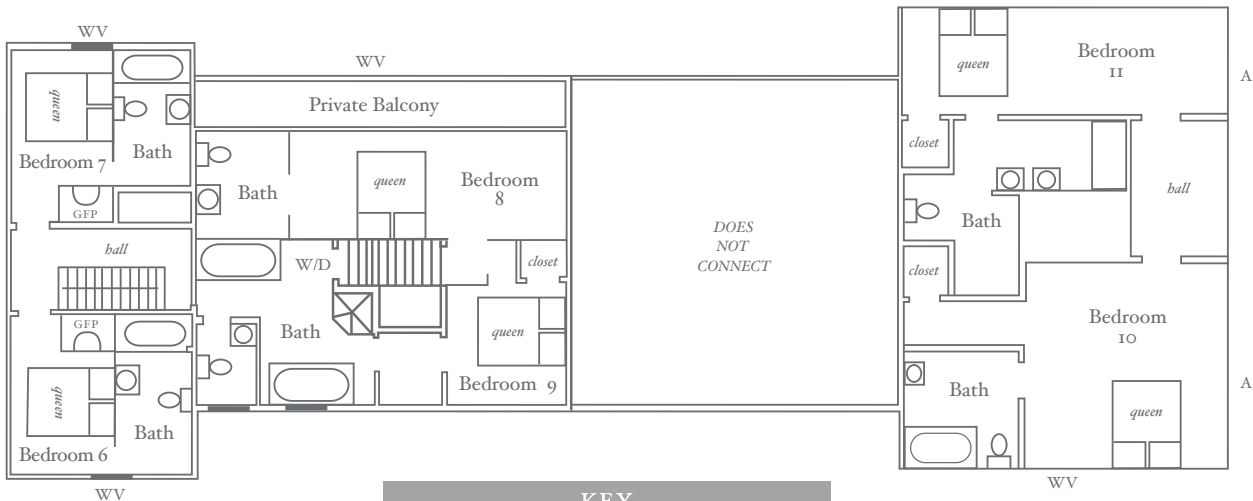 WV
queen
Bedroom 7
Bath
GFP
hall
GFP
queen
Bedroom 6
Bath
WV
WV
Private Balcony
Bath
queen
Bedroom
8
W/D
closet
Bath
queen
Bedroom 9
DOES
NOT
CONNECT
queen
Bedroom
11
A
closet
hall
Bath
closet
Bedroom
10
Bath
queen
A
WV
KEY